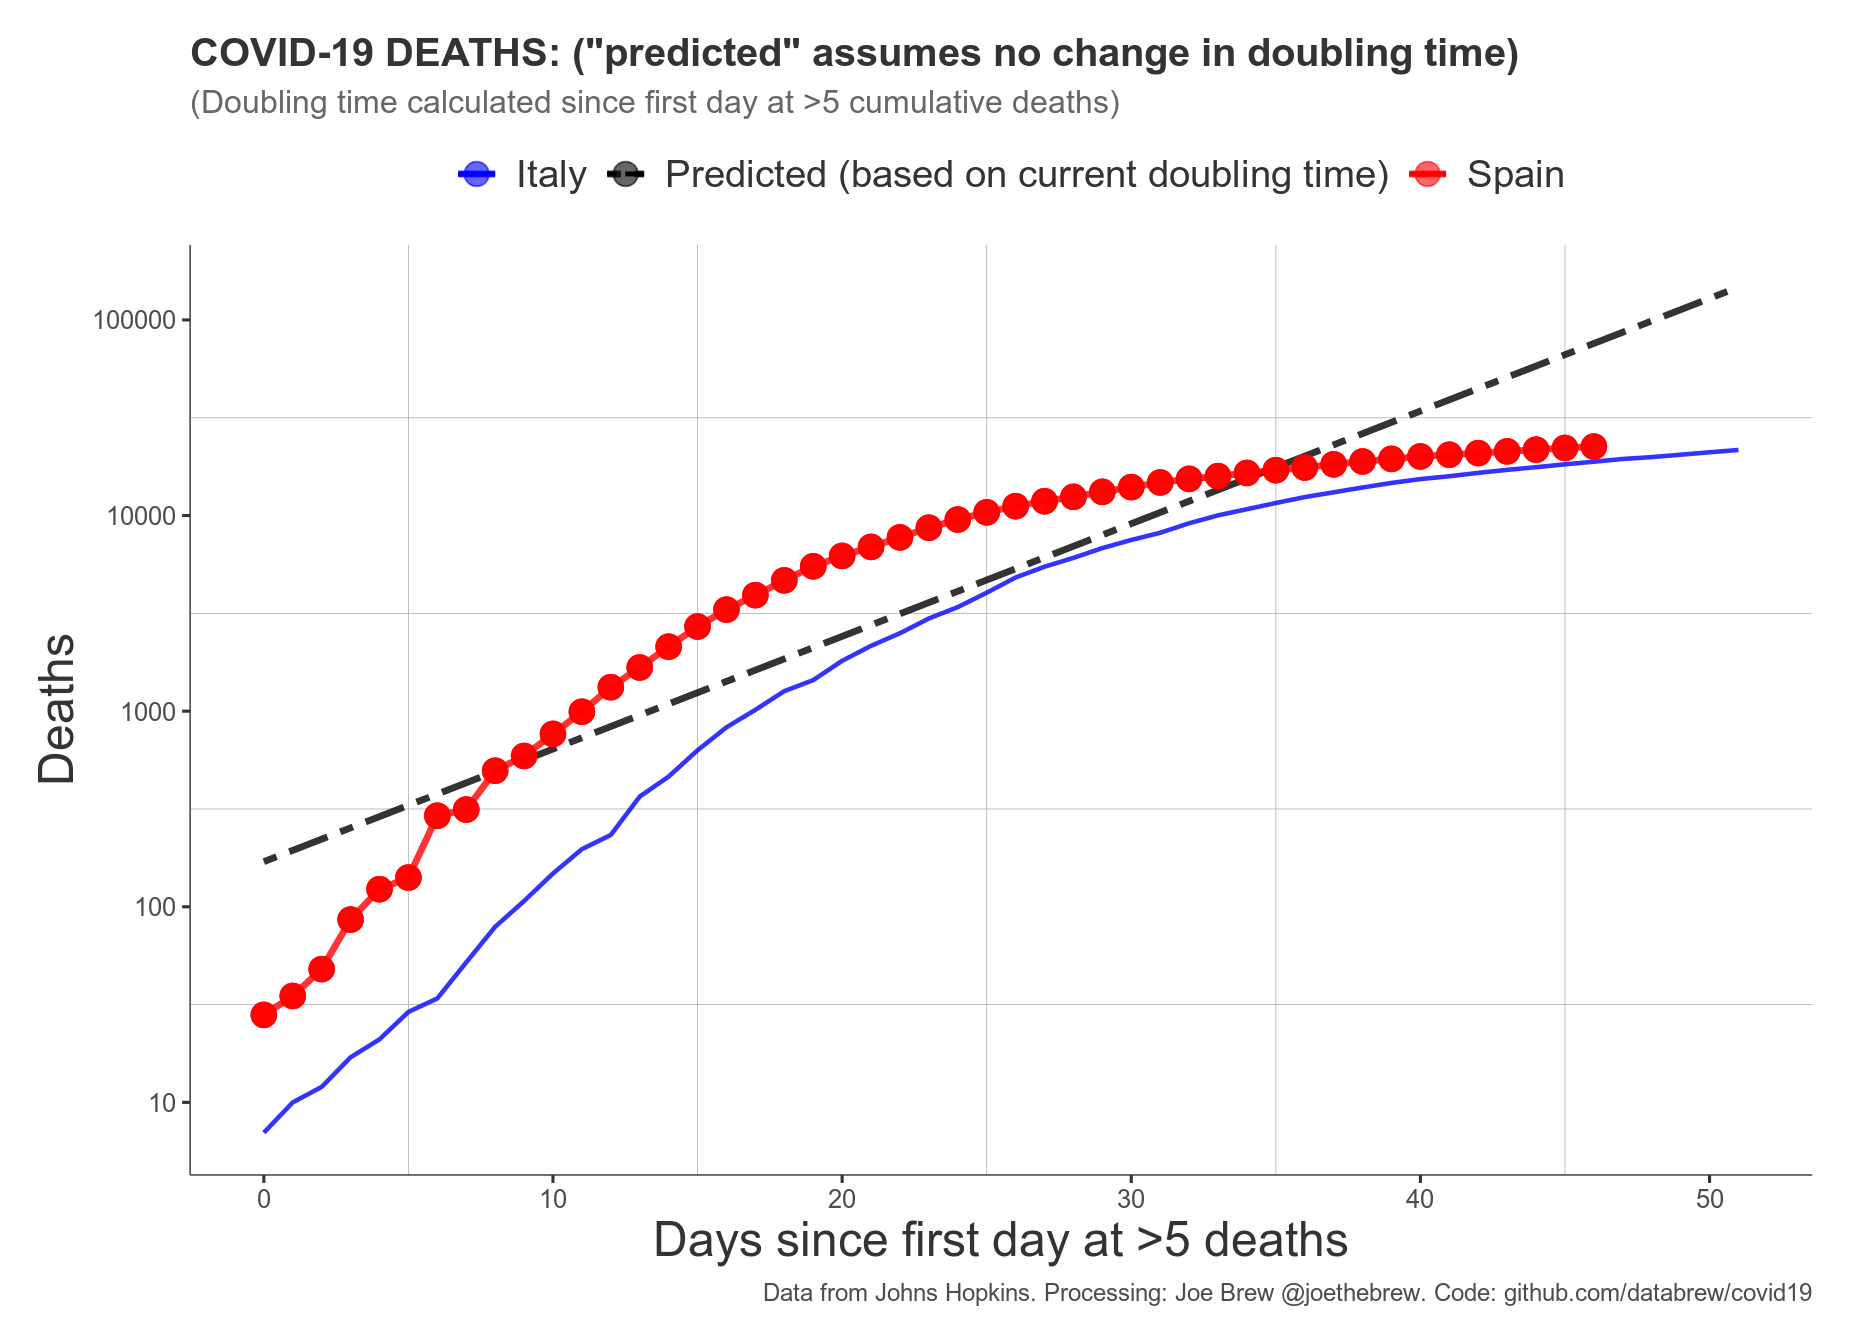 COVID-19 DEATHS: ("predicted" assumes no change in doubling time)
(Doubling time calculated since first day at >5 cumulative deaths)
Italy Predicted (based on current doubling time) Spain
100000
10000
1000
100
10
Deaths
0 10 20 30 40 50
Days since first day at >5 deaths
Data from Johns Hopkins. Processing: Joe Brew @joethebrew. Code: github.com/databrew/covid19